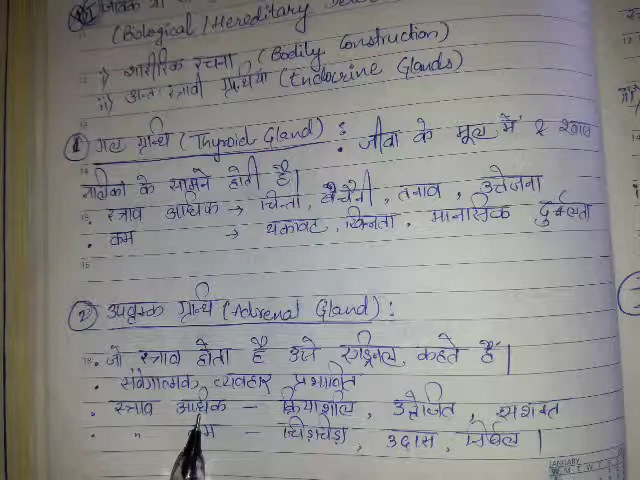 जैविक
(Biological/Hereditary
i) शारीरिक रचना (Bodily Construction)
ii) अन्तः स्त्रावी ग्रंथियाँ (Endocrine Glands)
① गल ग्रन्थि (Thyroid Gland) : • जीवा के मूल में व श्वास
नलिका के सामने होती है।
• स्त्राव अधिक → चिन्ता, बैचेनी, तनाव, उत्तेजना
• कम → थकावट, खिन्नता, मानसिक दुर्बलता
② उपवृक्क ग्रन्थि (Adrenal Gland) :
• जो स्त्राव होता है उसे एड्रिनल कहते हैं।
• संवेगात्मक व्यवहार प्रभावित
• स्त्राव अधिक - क्रियाशील, उत्तेजित, सशक्त
• " कम - चिड़चिड़ा, उदास, निर्बल।
JANUARY